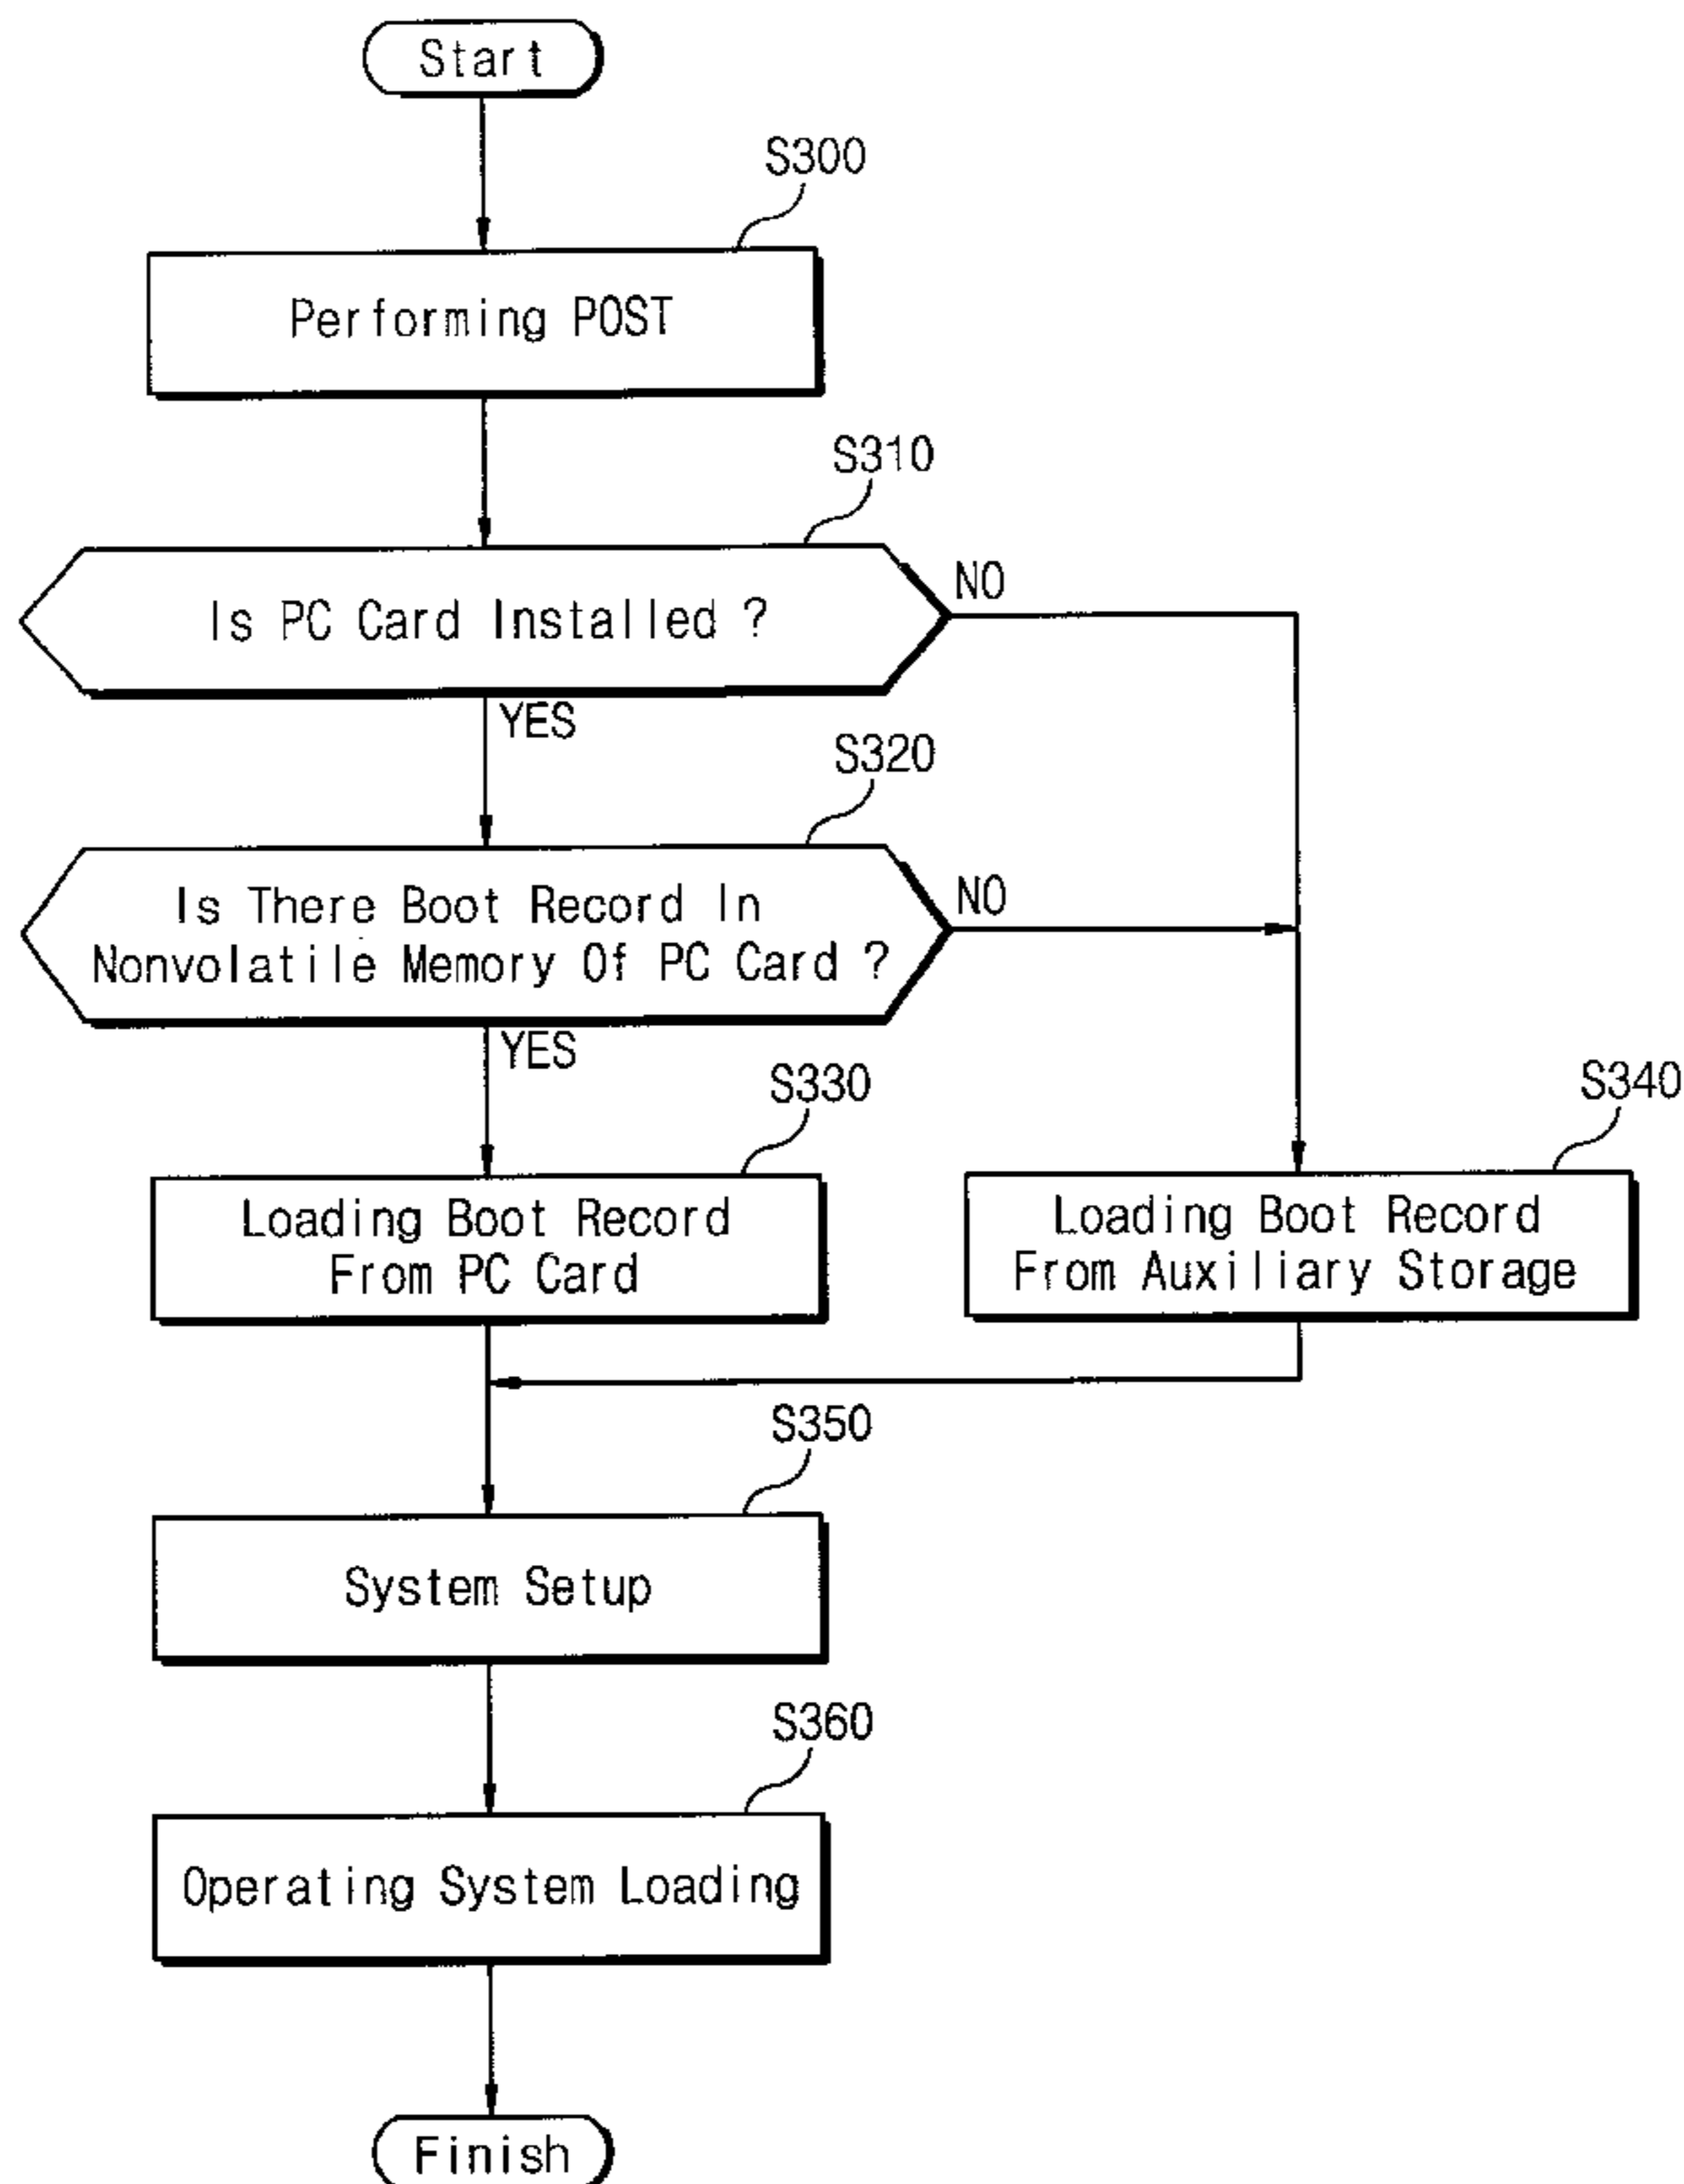 Start
S300
Performing POST
S310
Is PC Card Installed ?
NO
YES
S320
Is There Boot Record In
Nonvolatile Memory Of PC Card ?
NO
YES
S330
Loading Boot Record
From PC Card
S340
Loading Boot Record
From Auxiliary Storage
S350
System Setup
S360
Operating System Loading
Finish